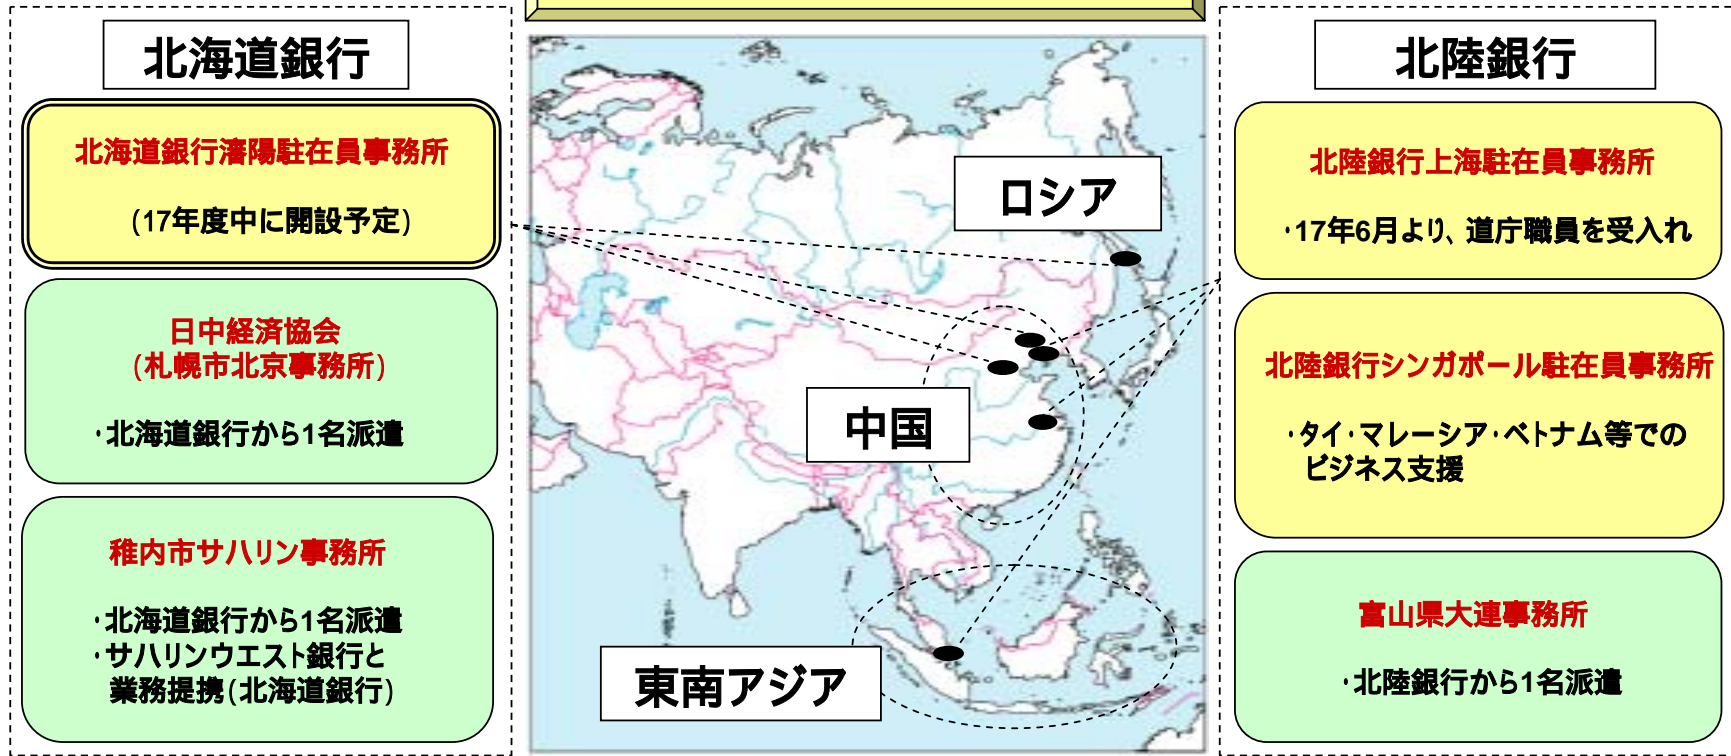 北海道銀行
北海道銀行瀋陽駐在員事務所
(17年度中に開設予定)
日中経済協会
(札幌市北京事務所)
・北海道銀行から1名派遣
稚内市サハリン事務所
・北海道銀行から1名派遣
・サハリンウエスト銀行と
業務提携(北海道銀行)
ロシア
中国
東南アジア
北陸銀行
北陸銀行上海駐在員事務所
・17年6月より、道庁職員を受入れ
北陸銀行シンガポール駐在員事務所
・タイ・マレーシア・ベトナム等での
ビジネス支援
富山県大連事務所
・北陸銀行から1名派遣